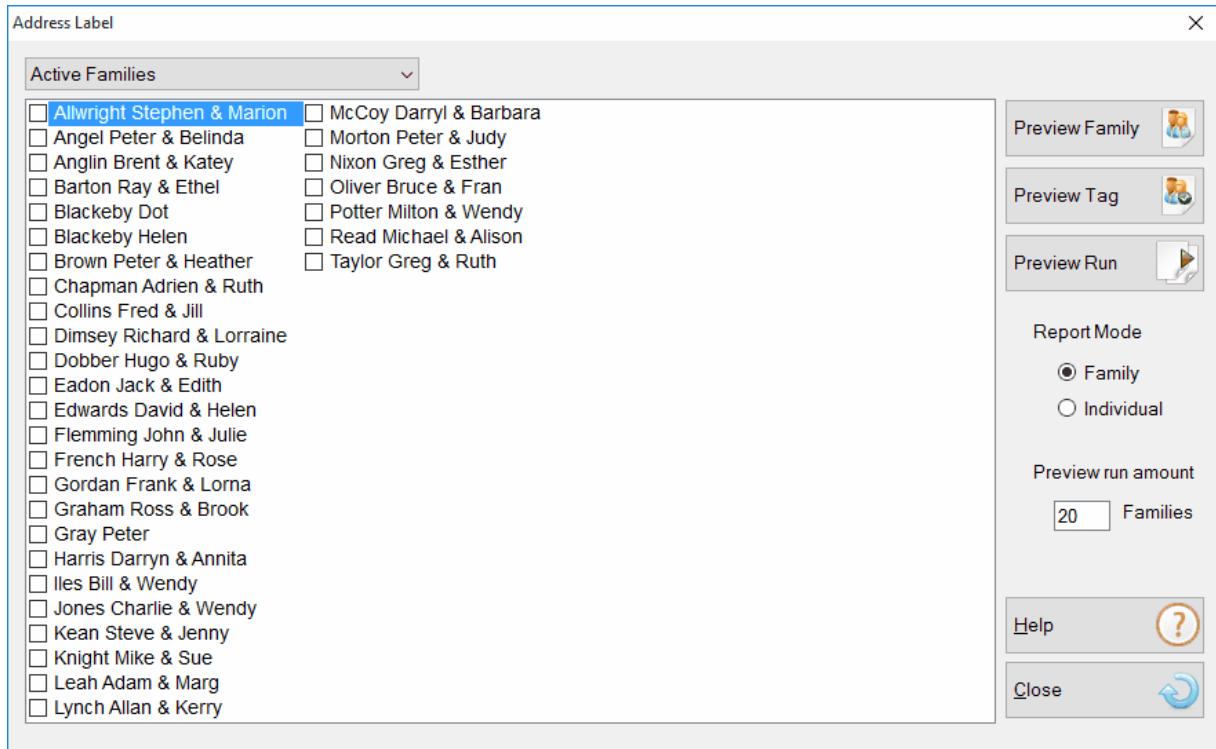 Address Label
Active Families
Allwright Stephen & Marion
Angel Peter & Belinda
Anglin Brent & Katey
Barton Ray & Ethel
Blackeby Dot
Blackeby Helen
Brown Peter & Heather
Chapman Adrien & Ruth
Collins Fred & Jill
Dimsey Richard & Lorraine
Dobber Hugo & Ruby
Eadon Jack & Edith
Edwards David & Helen
Flemming John & Julie
French Harry & Rose
Gordan Frank & Lorna
Graham Ross & Brook
Gray Peter
Harris Darryn & Annita
Iles Bill & Wendy
Jones Charlie & Wendy
Kean Steve & Jenny
Knight Mike & Sue
Leah Adam & Marg
Lynch Allan & Kerry
McCoy Darryl & Barbara
Morton Peter & Judy
Nixon Greg & Esther
Oliver Bruce & Fran
Potter Milton & Wendy
Read Michael & Alison
Taylor Greg & Ruth
Preview Family
Preview Tag
Preview Run
Report Mode
Family
Individual
Preview run amount
20 Families
Help
Close